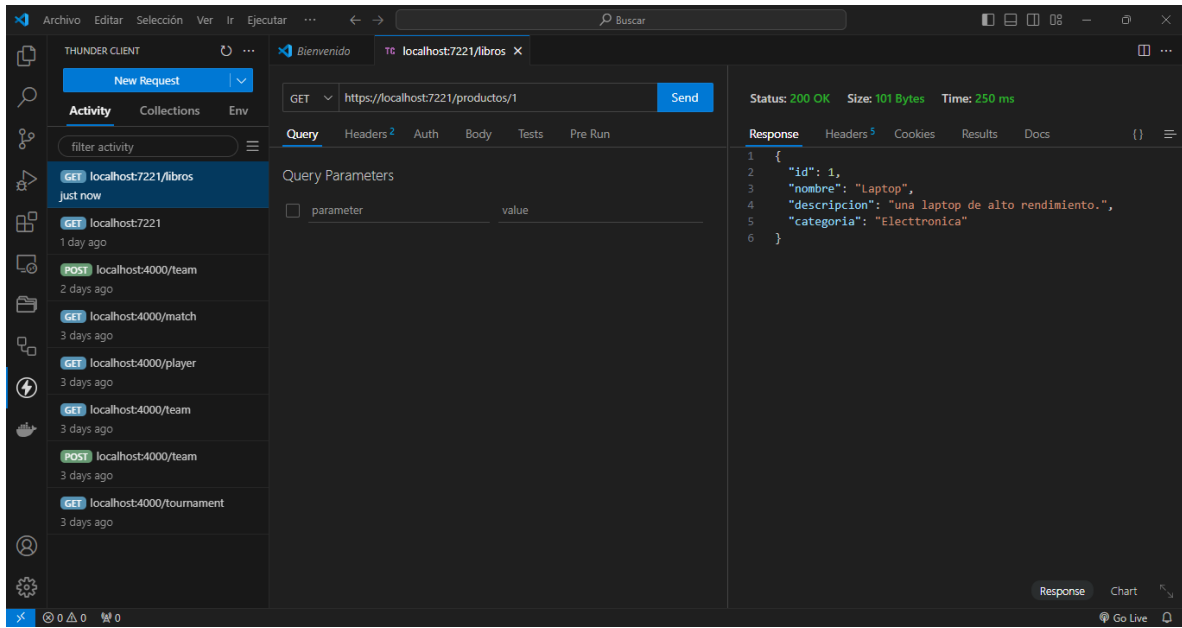 Archivo Editar Selección Ver Ir Ejecutar ··· Buscar
THUNDER CLIENT
New Request
Activity Collections Env
filter activity
GET localhost:7221/libros
just now
GET localhost:7221
1 day ago
POST localhost:4000/team
2 days ago
GET localhost:4000/match
3 days ago
GET localhost:4000/player
3 days ago
GET localhost:4000/team
3 days ago
POST localhost:4000/team
3 days ago
GET localhost:4000/tournament
3 days ago
Bienvenido TC localhost:7221/libros
GET https://localhost:7221/productos/1 Send
Query Headers 2 Auth Body Tests Pre Run
Query Parameters
parameter value
Status: 200 OK Size: 101 Bytes Time: 250 ms
Response Headers 5 Cookies Results Docs { }
1 {
2 "id": 1,
3 "nombre": "Laptop",
4 "descripcion": "una laptop de alto rendimiento.",
5 "categoria": "Electtronica"
6 }
Response Chart
0 0 0 Go Live